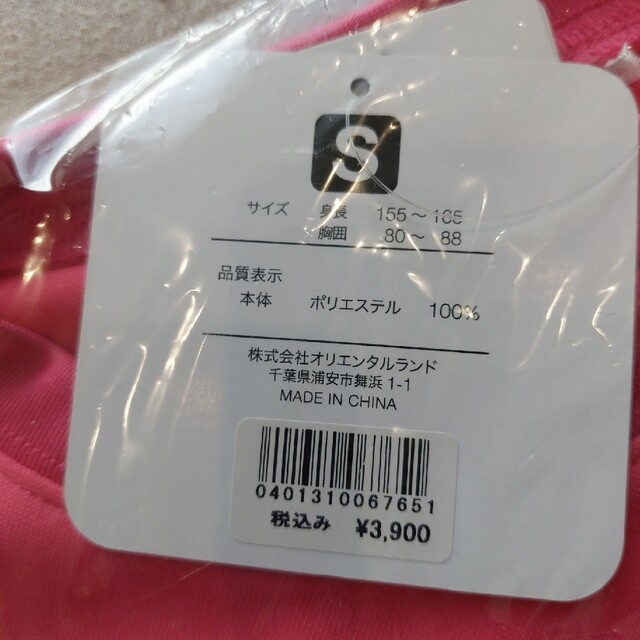 S
サイズ 身長 155～165
胸囲 80～ 88
品質表示
本体 ポリエステル 100%
株式会社オリエンタルランド
千葉県浦安市舞浜 1-1
MADE IN CHINA
0401310067651
税込み ¥3,900